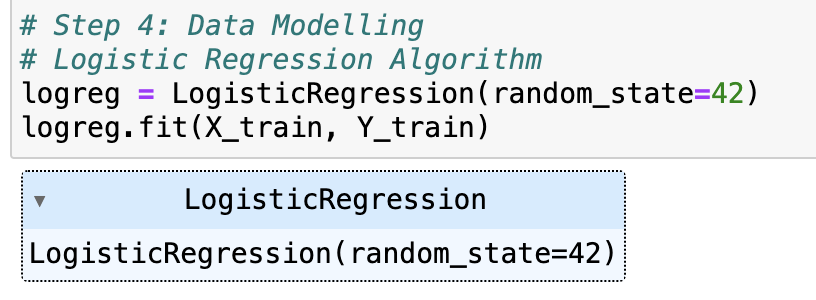 # Step 4: Data Modelling
# Logistic Regression Algorithm
logreg = LogisticRegression(random_state=42)
logreg.fit(X_train, Y_train)
▼ LogisticRegression
LogisticRegression(random_state=42)